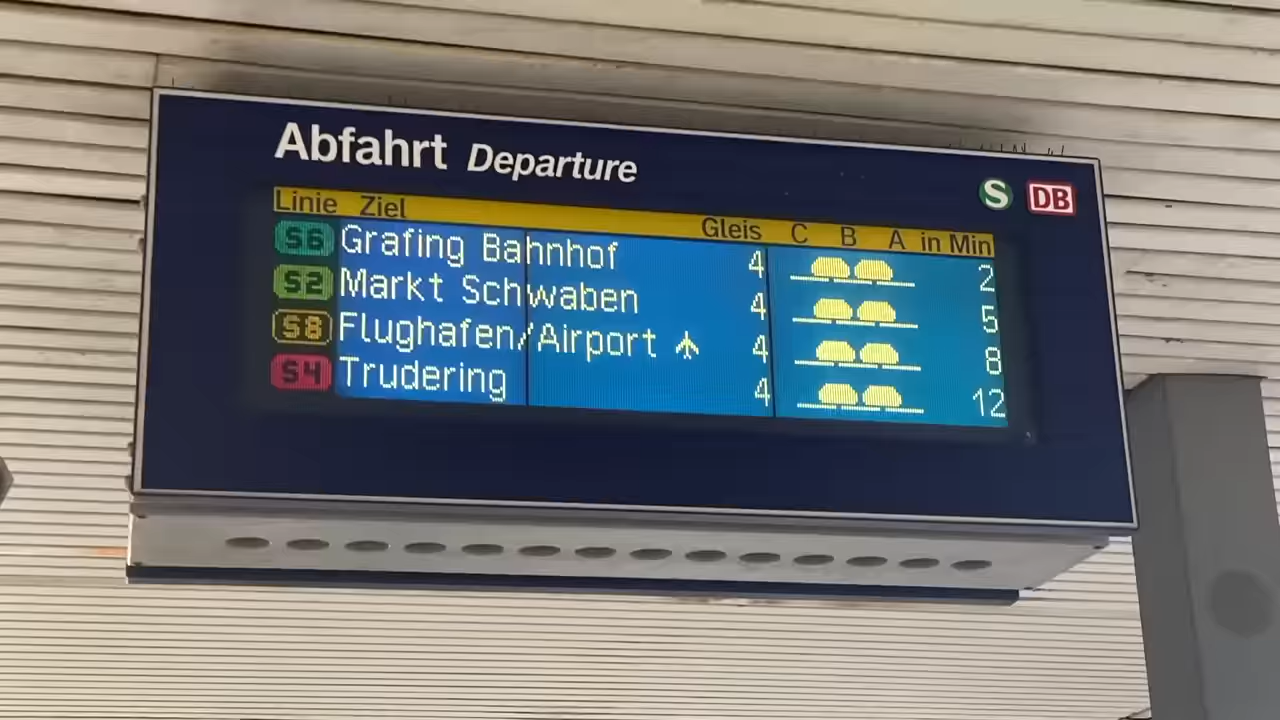 Abfahrt Departure
S DB
Linie Ziel Gleis C B A in Min
S6 Grafing Bahnhof 4 2
S2 Markt Schwaben 4 5
S8 Flughafen/Airport 4 8
S4 Trudering 4 12